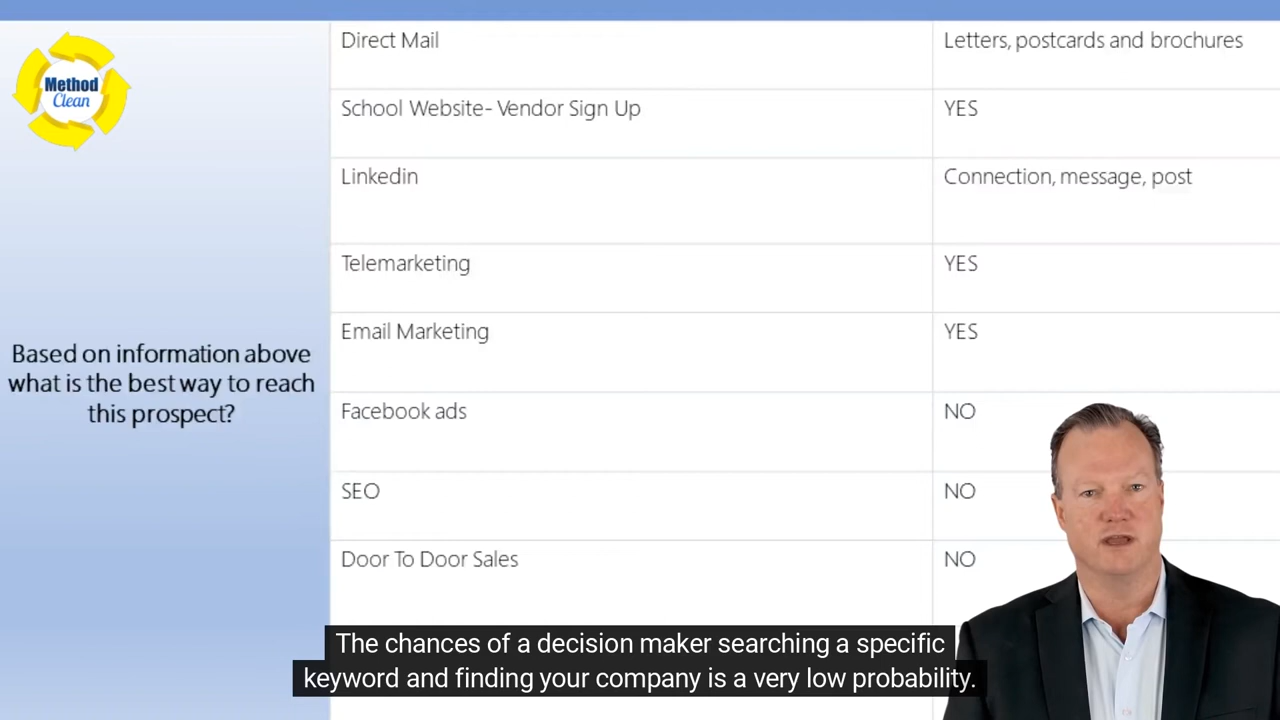 Method
Clean
Based on information above
what is the best way to reach
this prospect?
Direct Mail
Letters, postcards and brochures
School Website- Vendor Sign Up
YES
Linkedin
Connection, message, post
Telemarketing
YES
Email Marketing
YES
Facebook ads
NO
SEO
NO
Door To Door Sales
NO
The chances of a decision maker searching a specific
keyword and finding your company is a very low probability.